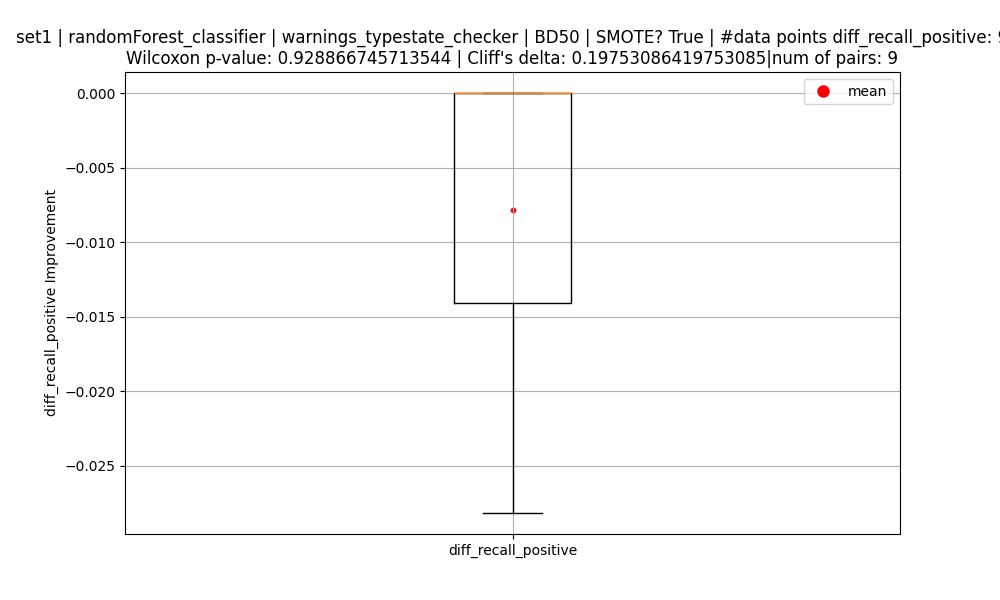 set1 | randomForest_classifier | warnings_typestate_checker | BD50 | SMOTE? True | #data points diff_recall_positive:
Wilcoxon p-value: 0.928866745713544 | Cliff's delta: 0.19753086419753085|num of pairs: 9
mean
0.000
−0.005
−0.010
−0.015
−0.020
−0.025
diff_recall_positive Improvement
diff_recall_positive